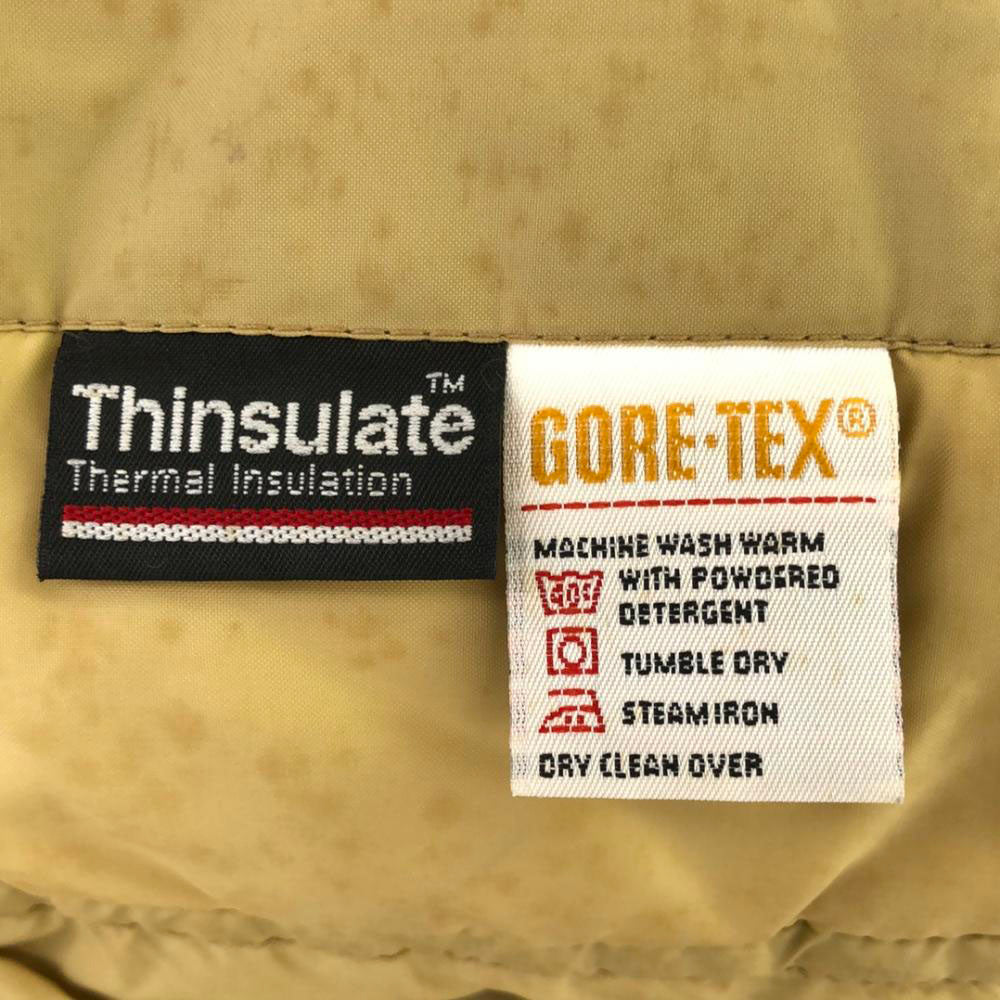 Thinsulate™
Thermal Insulation
GORE-TEX®
MACHINE WASH WARM
WITH POWDERED
DETERGENT
TUMBLE DRY
STEAM IRON
DRY CLEAN OVER